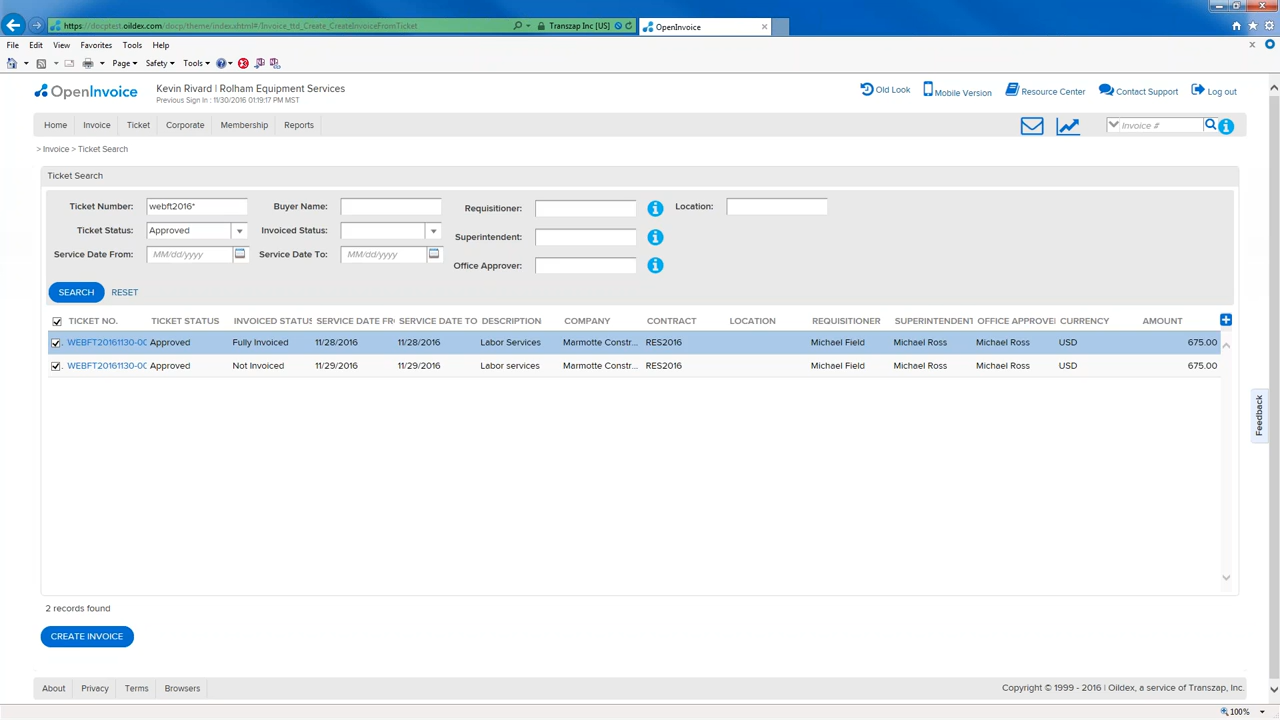 https://docptest.oildex.com/docp/theme/index.xhtml#/Invoice_ttd_Create_CreateInvoiceFromTicket
Transzap Inc [US]
OpenInvoice
File Edit View Favorites Tools Help
Page Safety Tools
OpenInvoice
Kevin Rivard | Rolham Equipment Services
Previous Sign In : 11/30/2016 01:19:17 PM MST
Old Look Mobile Version Resource Center Contact Support Log out
Home Invoice Ticket Corporate Membership Reports
Invoice #
> Invoice > Ticket Search
Ticket Search
Ticket Number: webft2016* Buyer Name: Requisitioner: Location:
Ticket Status: Approved Invoiced Status: Superintendent:
Service Date From: MM/dd/yyyy Service Date To: MM/dd/yyyy Office Approver:
SEARCH RESET
TICKET NO. TICKET STATUS INVOICED STATUS SERVICE DATE FR SERVICE DATE TO DESCRIPTION COMPANY CONTRACT LOCATION REQUISITIONER SUPERINTENDENT OFFICE APPROVE CURRENCY AMOUNT
WEBFT20161130-00 Approved Fully Invoiced 11/28/2016 11/28/2016 Labor Services Marmotte Constr... RES2016 Michael Field Michael Ross Michael Ross USD 675.00
WEBFT20161130-00 Approved Not Invoiced 11/29/2016 11/29/2016 Labor services Marmotte Constr... RES2016 Michael Field Michael Ross Michael Ross USD 675.00
Feedback
2 records found
CREATE INVOICE
About Privacy Terms Browsers
Copyright © 1999 - 2016 | Oildex, a service of Transzap, Inc.
100%